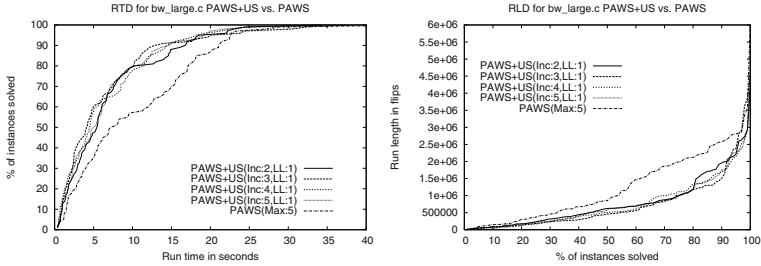 RTD for bw_large.c PAWS+US vs. PAWS
% of instances solved
100
90
80
70
60
50
40
30
20
10
0
PAWS+US(Inc:2,LL:1)
PAWS+US(Inc:3,LL:1)
PAWS+US(Inc:4,LL:1)
PAWS+US(Inc:5,LL:1)
PAWS(Max:5)
0 5 10 15 20 25 30 35 40
Run time in seconds
RLD for bw_large.c PAWS+US vs. PAWS
Run length in flips
6e+06
5.5e+06
5e+06
4.5e+06
4e+06
3.5e+06
3e+06
2.5e+06
2e+06
1.5e+06
1e+06
500000
0
PAWS+US(Inc:2,LL:1)
PAWS+US(Inc:3,LL:1)
PAWS+US(Inc:4,LL:1)
PAWS+US(Inc:5,LL:1)
PAWS(Max:5)
0 10 20 30 40 50 60 70 80 90 100
% of instances solved